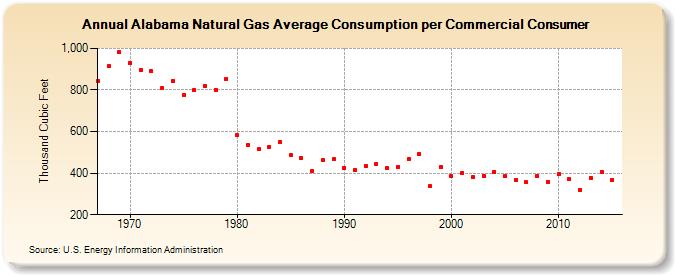 Annual Alabama Natural Gas Average Consumption per Commercial Consumer
Thousand Cubic Feet
1,000
800
600
400
200
1970 1980 1990 2000 2010
Source: U.S. Energy Information Administration